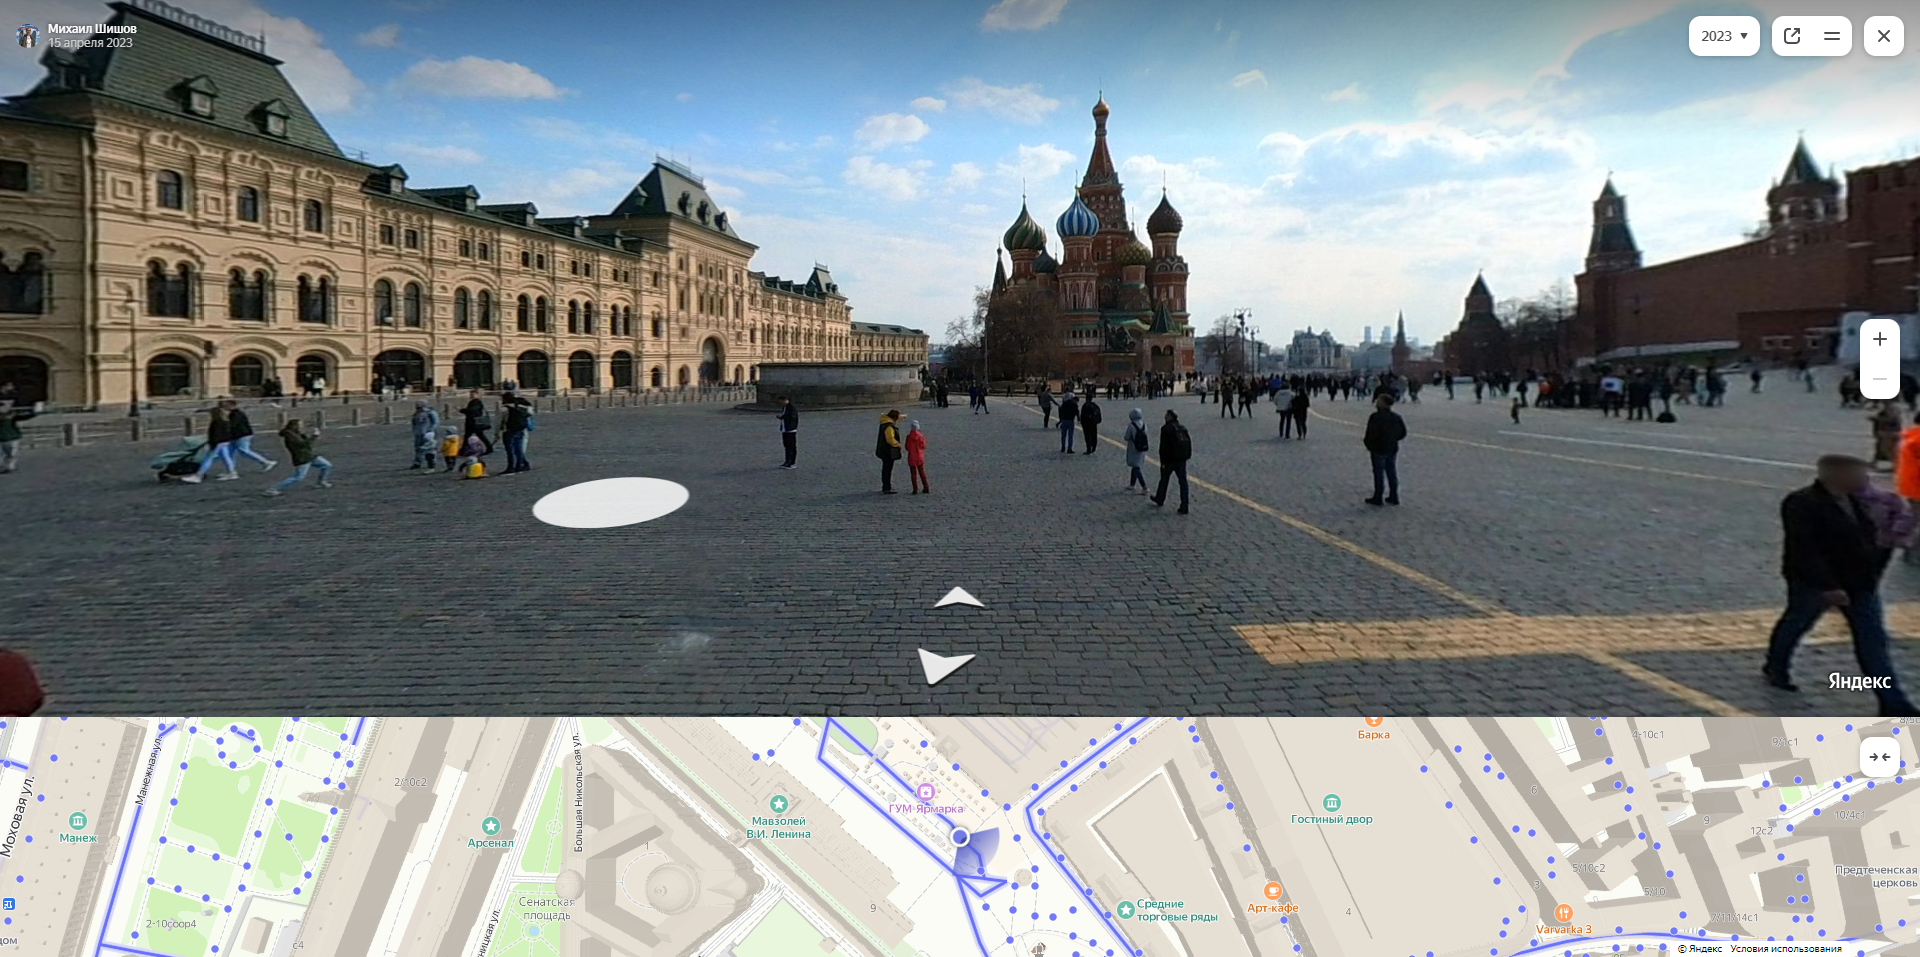 Михаил Шишов
15 апреля 2023
2023
Яндекс
Барка
4-10с1
9/1с1
2/10с2
Манежная ул.
Большая Никольская ул.
Моховая ул.
Манеж
Арсенал
1
Мавзолей
В.И. Ленина
ГУМ-Ярмарка
Гостиный двор
6
9
12с2
10/4с1
5/10с2
3
5/10
Предтеченская
церковь
Сенатская
площадь
9
Средние
торговые ряды
Арт-кафе
4
Varvarka 3
2-10соор4
с4
© Яндекс Условия использования